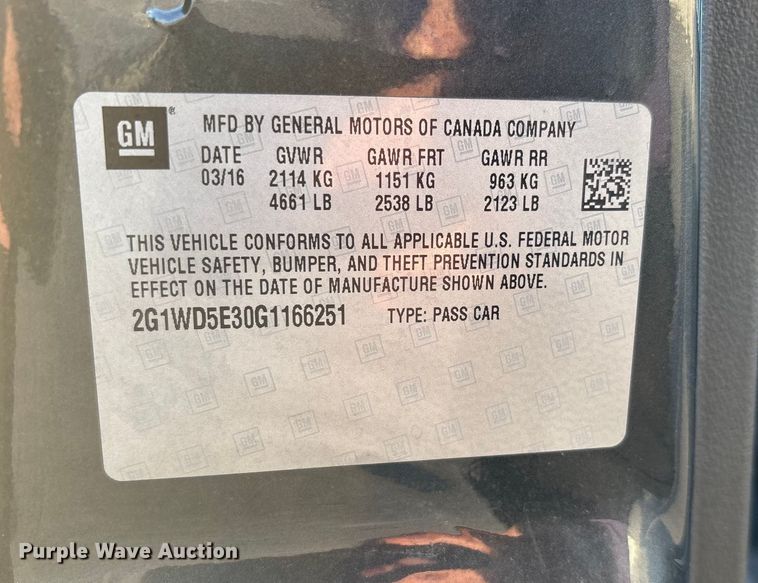 GM ® MFD BY GENERAL MOTORS OF CANADA COMPANY
DATE GVWR GAWR FRT GAWR RR
03/16 2114 KG 1151 KG 963 KG
4661 LB 2538 LB 2123 LB
THIS VEHICLE CONFORMS TO ALL APPLICABLE U.S. FEDERAL MOTOR
VEHICLE SAFETY, BUMPER, AND THEFT PREVENTION STANDARDS IN
EFFECT ON THE DATE OF MANUFACTURE SHOWN ABOVE.
2G1WD5E30G1166251 TYPE: PASS CAR
Purple Wave Auction